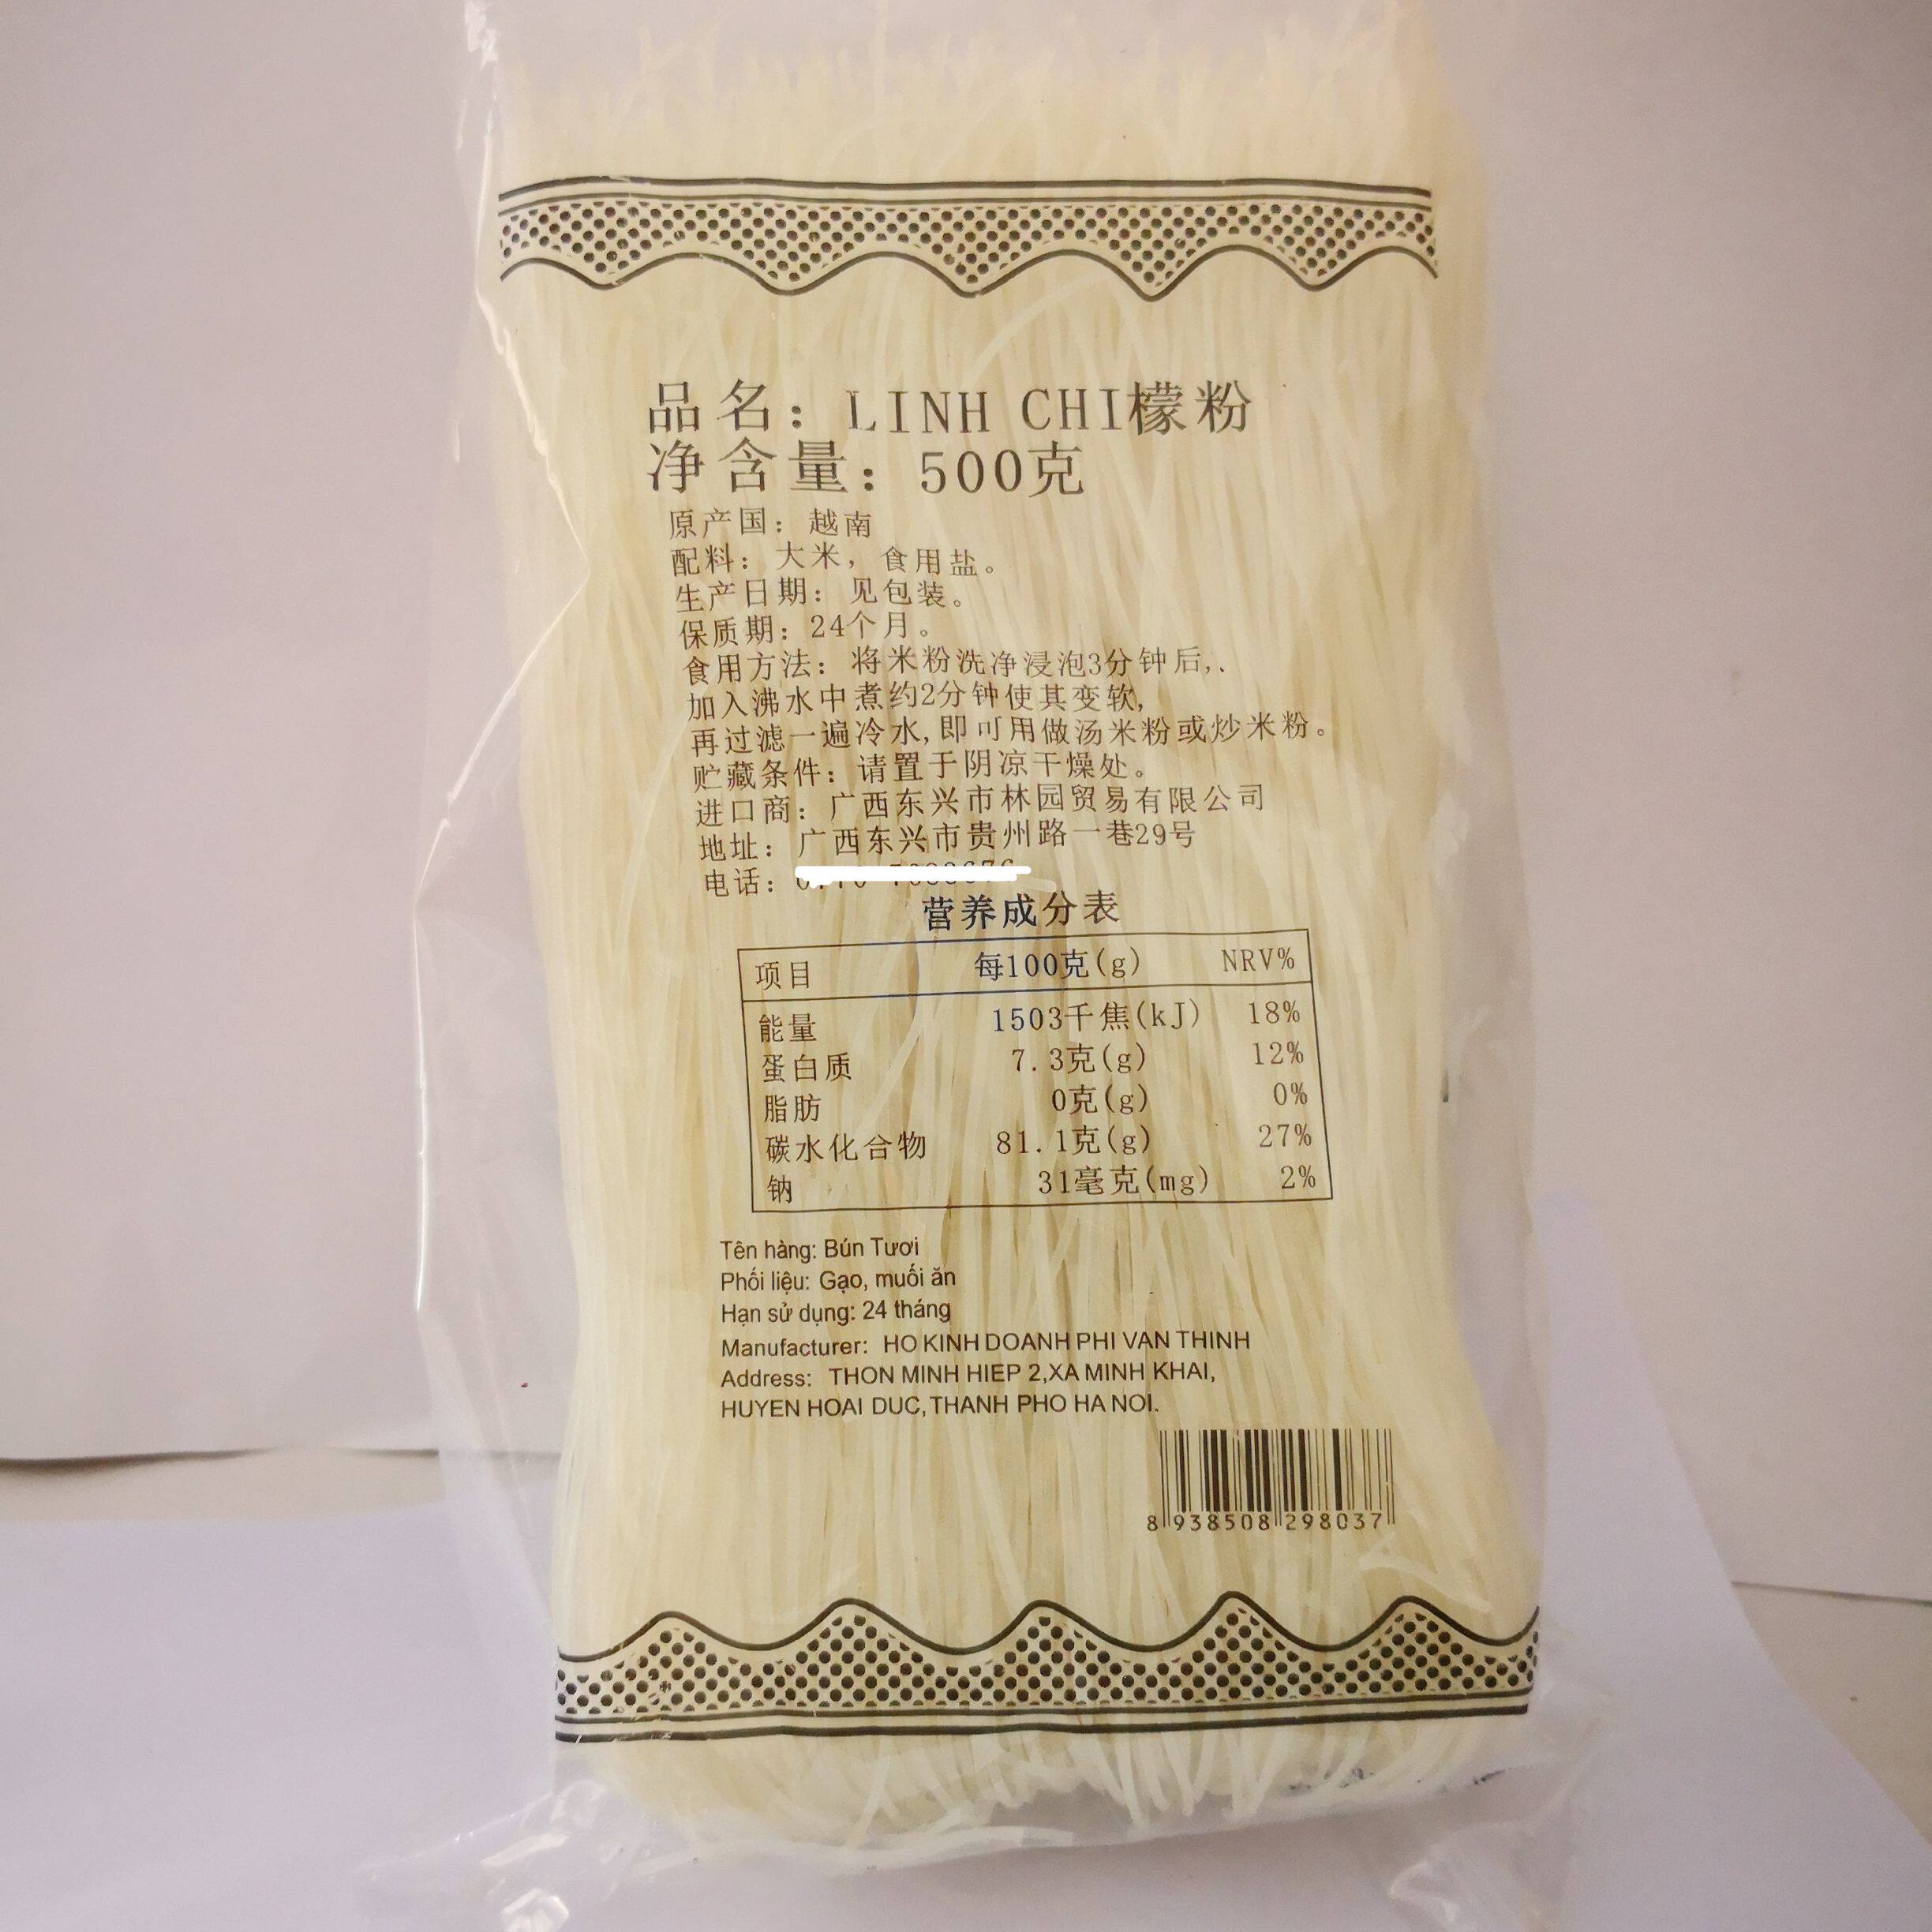 品名：LINH CHI檬粉
净含量：500克
原产国：越南
配料：大米，食用盐。
生产日期：见包装。
保质期：24个月。
食用方法：将米粉洗净浸泡3分钟后,.
加入沸水中煮约2分钟使其变软,
再过滤一遍冷水,即可用做汤米粉或炒米粉。
贮藏条件：请置于阴凉干燥处。
进口商：广西东兴市林园贸易有限公司
地址：广西东兴市贵州路一巷29号
电话：
营养成分表
项目 每100克(g) NRV%
能量 1503千焦(kJ) 18%
蛋白质 7.3克(g) 12%
脂肪 0克(g) 0%
碳水化合物 81.1克(g) 27%
钠 31毫克(mg) 2%
Tên hàng: Bún Tươi
Phối liệu: Gạo, muối ăn
Hạn sử dụng: 24 tháng
Manufacturer: HO KINH DOANH PHI VAN THINH
Address: THON MINH HIEP 2,XA MINH KHAI,
HUYEN HOAI DUC,THANH PHO HA NOI.
8 938508 298037